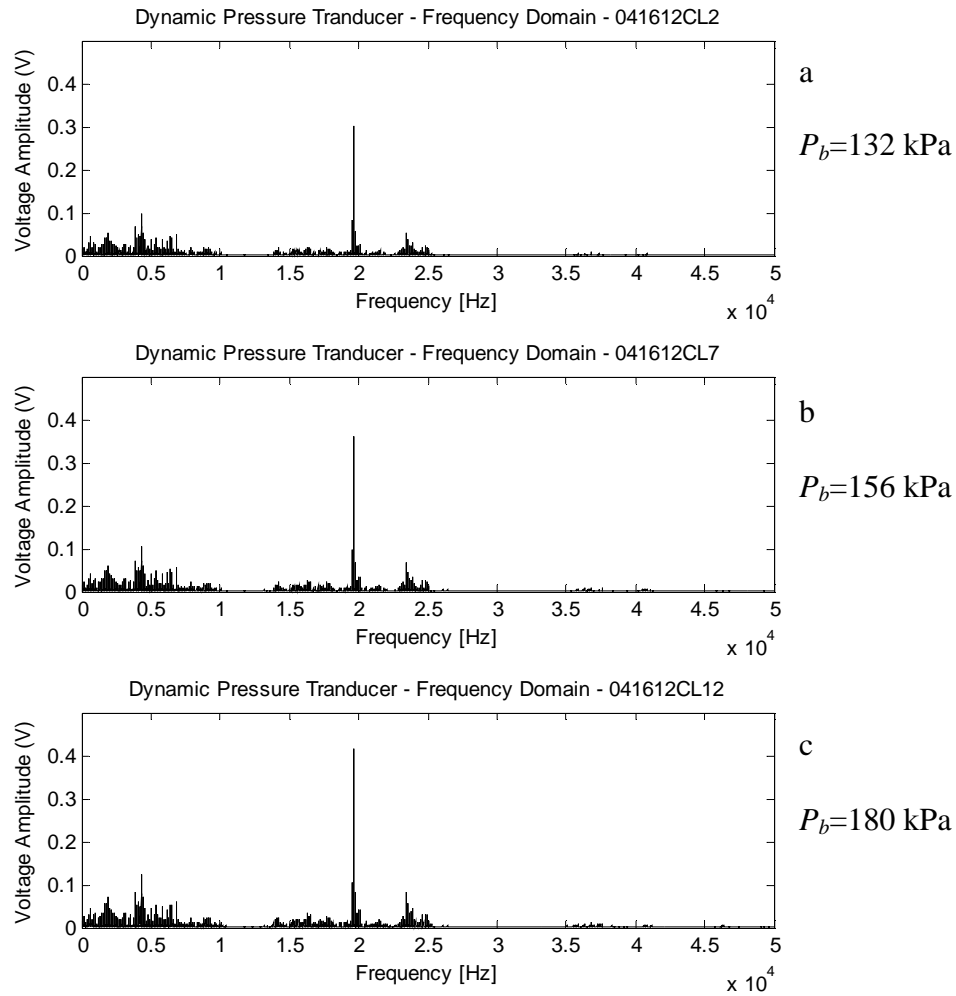 Dynamic Pressure Tranducer - Frequency Domain - 041612CL2
Voltage Amplitude (V)
0.4
0.3
0.2
0.1
0
0 0.5 1 1.5 2 2.5 3 3.5 4 4.5 5
Frequency [Hz]
x 10^4
a
P_b=132 kPa
Dynamic Pressure Tranducer - Frequency Domain - 041612CL7
Voltage Amplitude (V)
0.4
0.3
0.2
0.1
0
0 0.5 1 1.5 2 2.5 3 3.5 4 4.5 5
Frequency [Hz]
x 10^4
b
P_b=156 kPa
Dynamic Pressure Tranducer - Frequency Domain - 041612CL12
Voltage Amplitude (V)
0.4
0.3
0.2
0.1
0
0 0.5 1 1.5 2 2.5 3 3.5 4 4.5 5
Frequency [Hz]
x 10^4
c
P_b=180 kPa